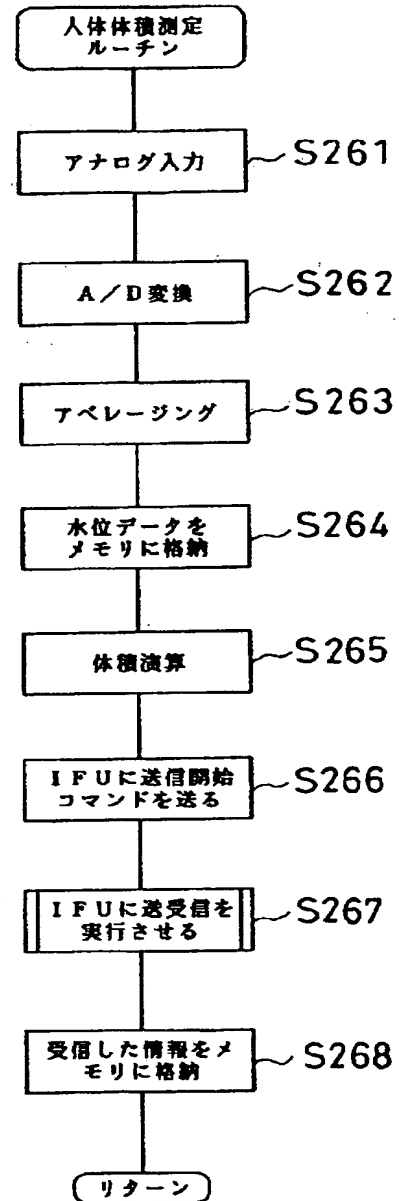 人体体積測定
ルーチン
アナログ入力
S261
A/D変換
S262
アベレージング
S263
水位データを
メモリに格納
S264
体積演算
S265
IFUに送信開始
コマンドを送る
S266
IFUに送受信を
実行させる
S267
受信した情報をメ
モリに格納
S268
リターン